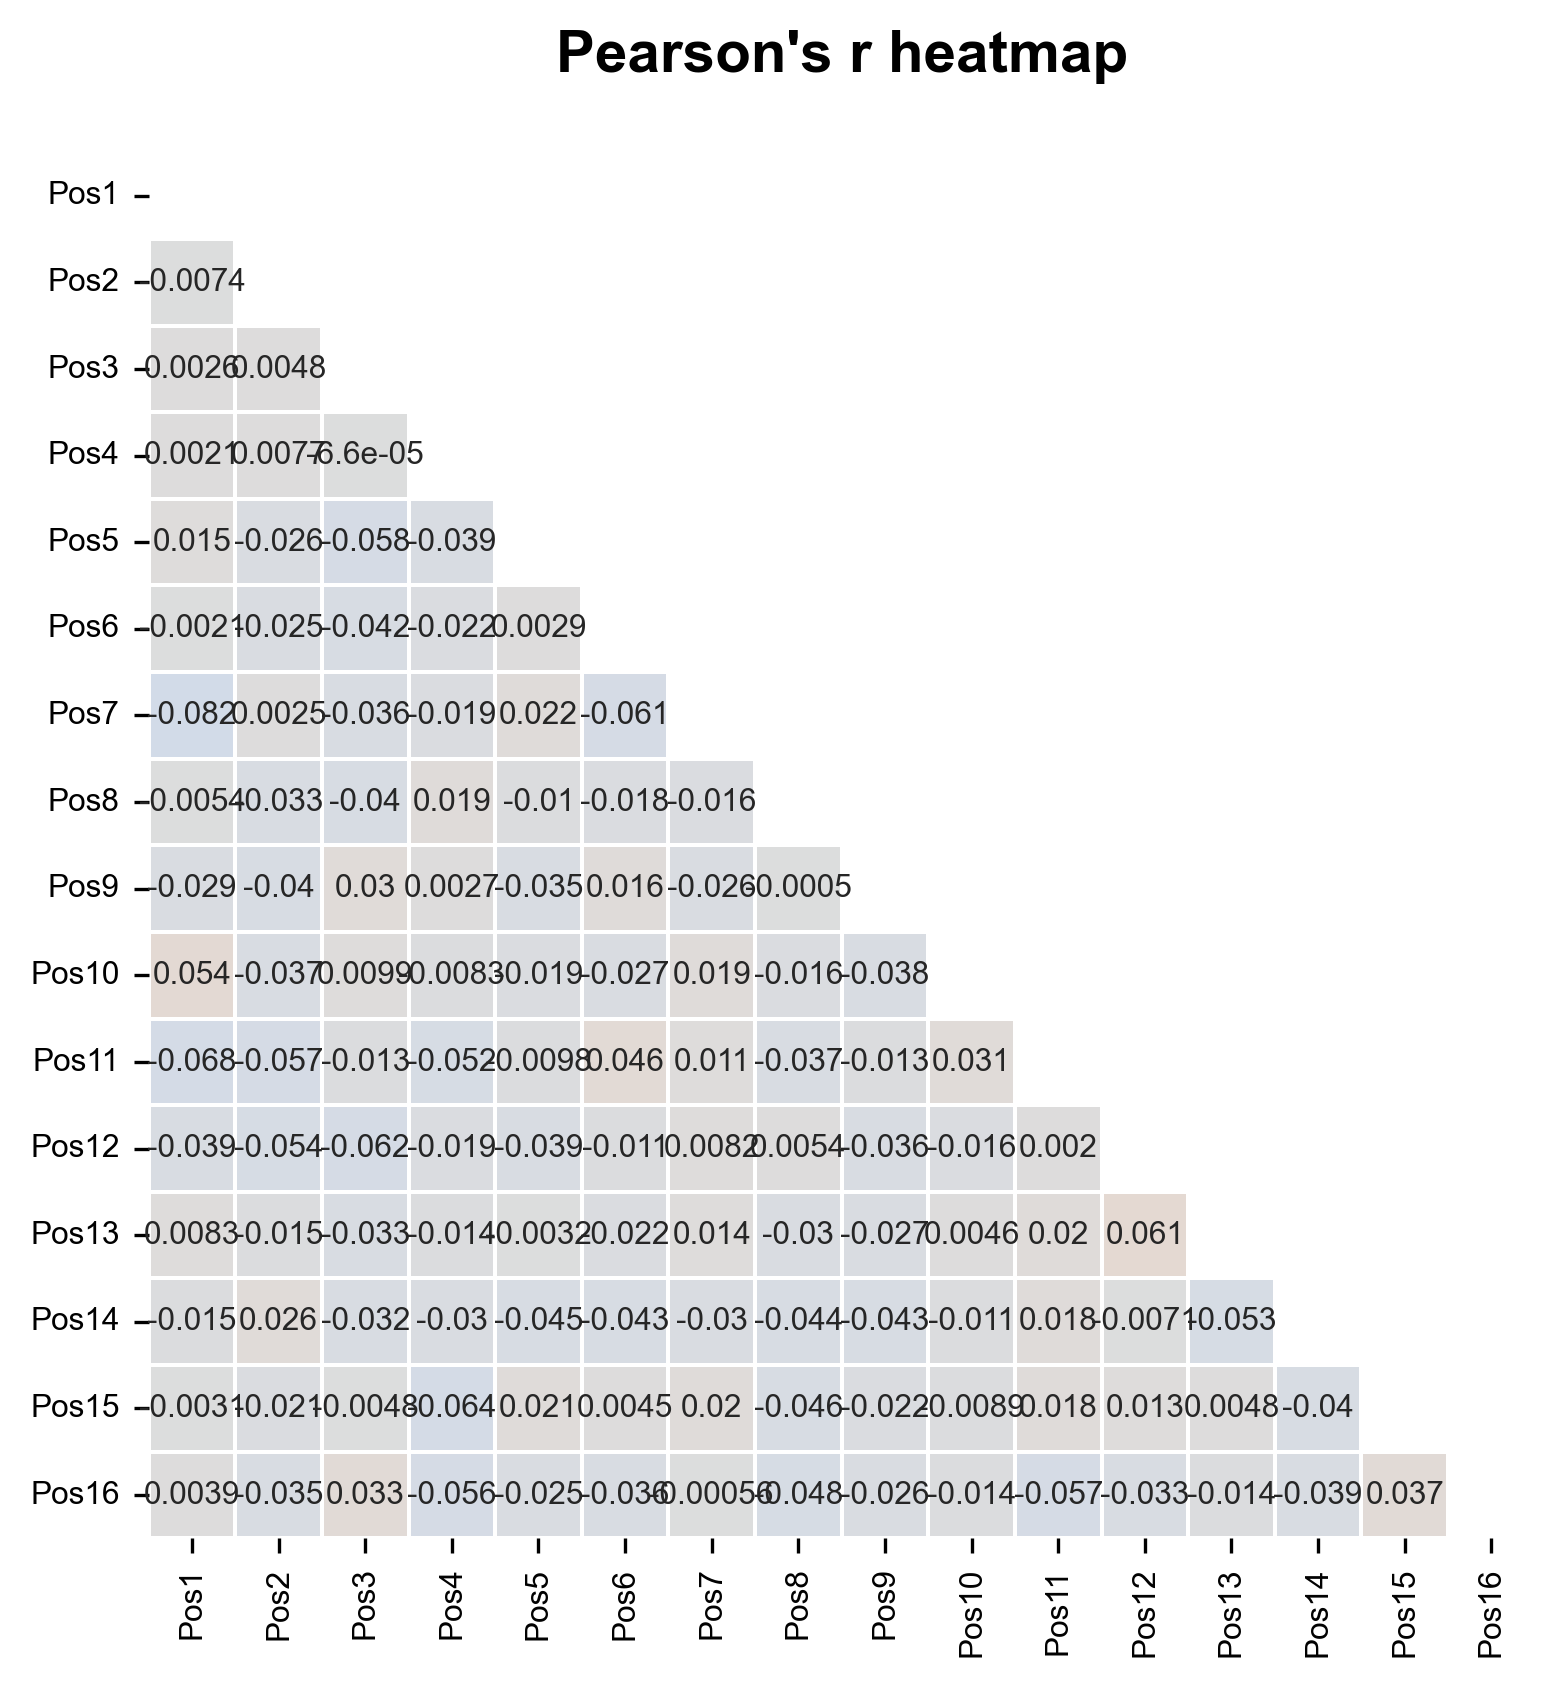 Pearson's r heatmap
Pos1
Pos2 -0.0074
Pos3 0.0026 0.0048
Pos4 0.0021 0.0077 -6.6e-05
Pos5 0.015 -0.026 -0.058 -0.039
Pos6 -0.0021 -0.025 -0.042 -0.022 0.0029
Pos7 -0.082 0.0025 -0.036 -0.019 0.022 -0.061
Pos8 -0.0054 -0.033 -0.04 0.019 -0.01 -0.018 -0.016
Pos9 -0.029 -0.04 0.03 0.0027 -0.035 0.016 -0.026 -0.0005
Pos10 0.054 -0.037 0.0099 -0.0083 -0.019 -0.027 0.019 -0.016 -0.038
Pos11 -0.068 -0.057 -0.013 -0.052 -0.0098 0.046 0.011 -0.037 -0.013 0.031
Pos12 -0.039 -0.054 -0.062 -0.019 -0.039 -0.011 0.0082 0.0054 -0.036 -0.016 0.002
Pos13 0.0083 -0.015 -0.033 -0.014 -0.0032 -0.022 0.014 -0.03 -0.027 0.0046 0.02 0.061
Pos14 -0.015 0.026 -0.032 -0.03 -0.045 -0.043 -0.03 -0.044 -0.043 -0.011 0.018 -0.0071 -0.053
Pos15 -0.0031 -0.021 -0.0048 -0.064 0.021 0.0045 0.02 -0.046 -0.022 -0.0089 0.018 0.013 0.0048 -0.04
Pos16 0.0039 -0.035 0.033 -0.056 -0.025 -0.036 -0.00056 -0.048 -0.026 -0.014 -0.057 -0.033 -0.014 -0.039 0.037
Pos1 Pos2 Pos3 Pos4 Pos5 Pos6 Pos7 Pos8 Pos9 Pos10 Pos11 Pos12 Pos13 Pos14 Pos15 Pos16